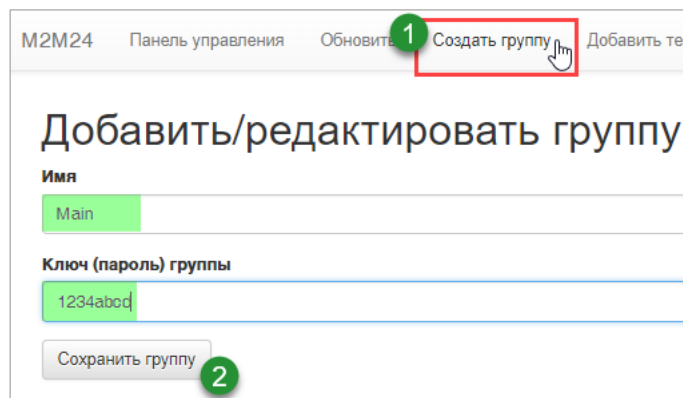 M2M24 Панель управления Обновить 1 Создать группу Добавить те
Добавить/редактировать группу
Имя
Main
Ключ (пароль) группы
1234abcd
Сохранить группу
2